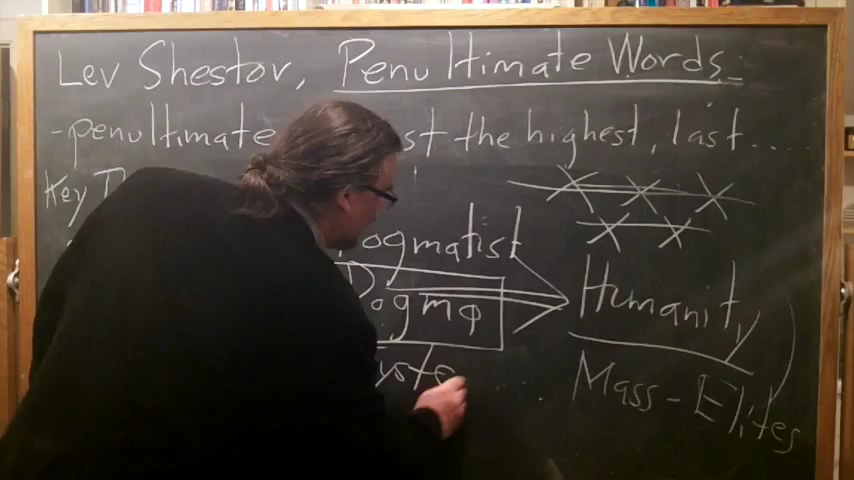 Lev Shestov, Penultimate Words
- penultimate st the highest, last....
Key T
ogmatist
Dogma > Humanity
yste
Mass - Elites